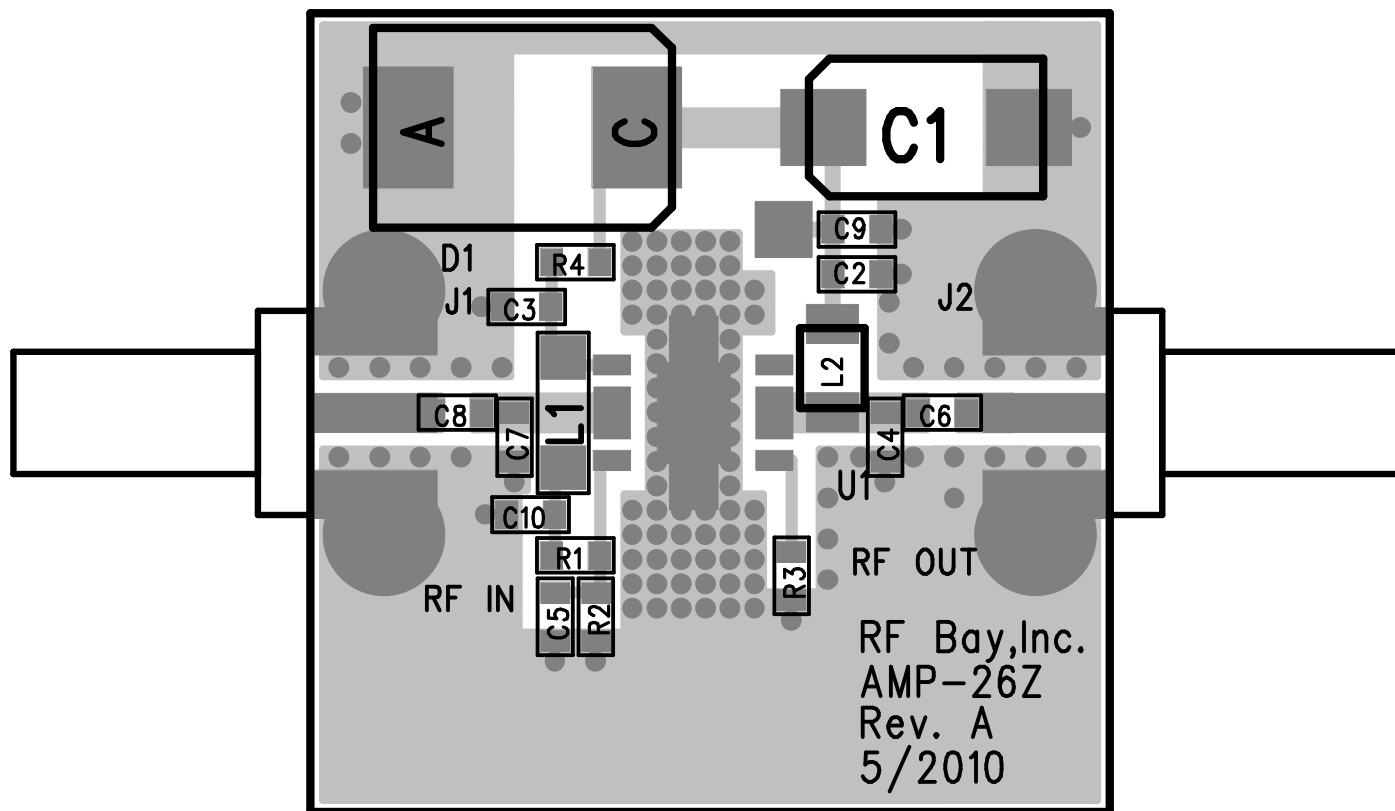 A
C
C1
C9
D1
R4
C2
J1
C3
J2
L2
C8
C7
L1
C4
C6
U1
C10
R1
R3
RF OUT
RF IN
C5
R2
RF Bay,Inc.
AMP-26Z
Rev. A
5/2010